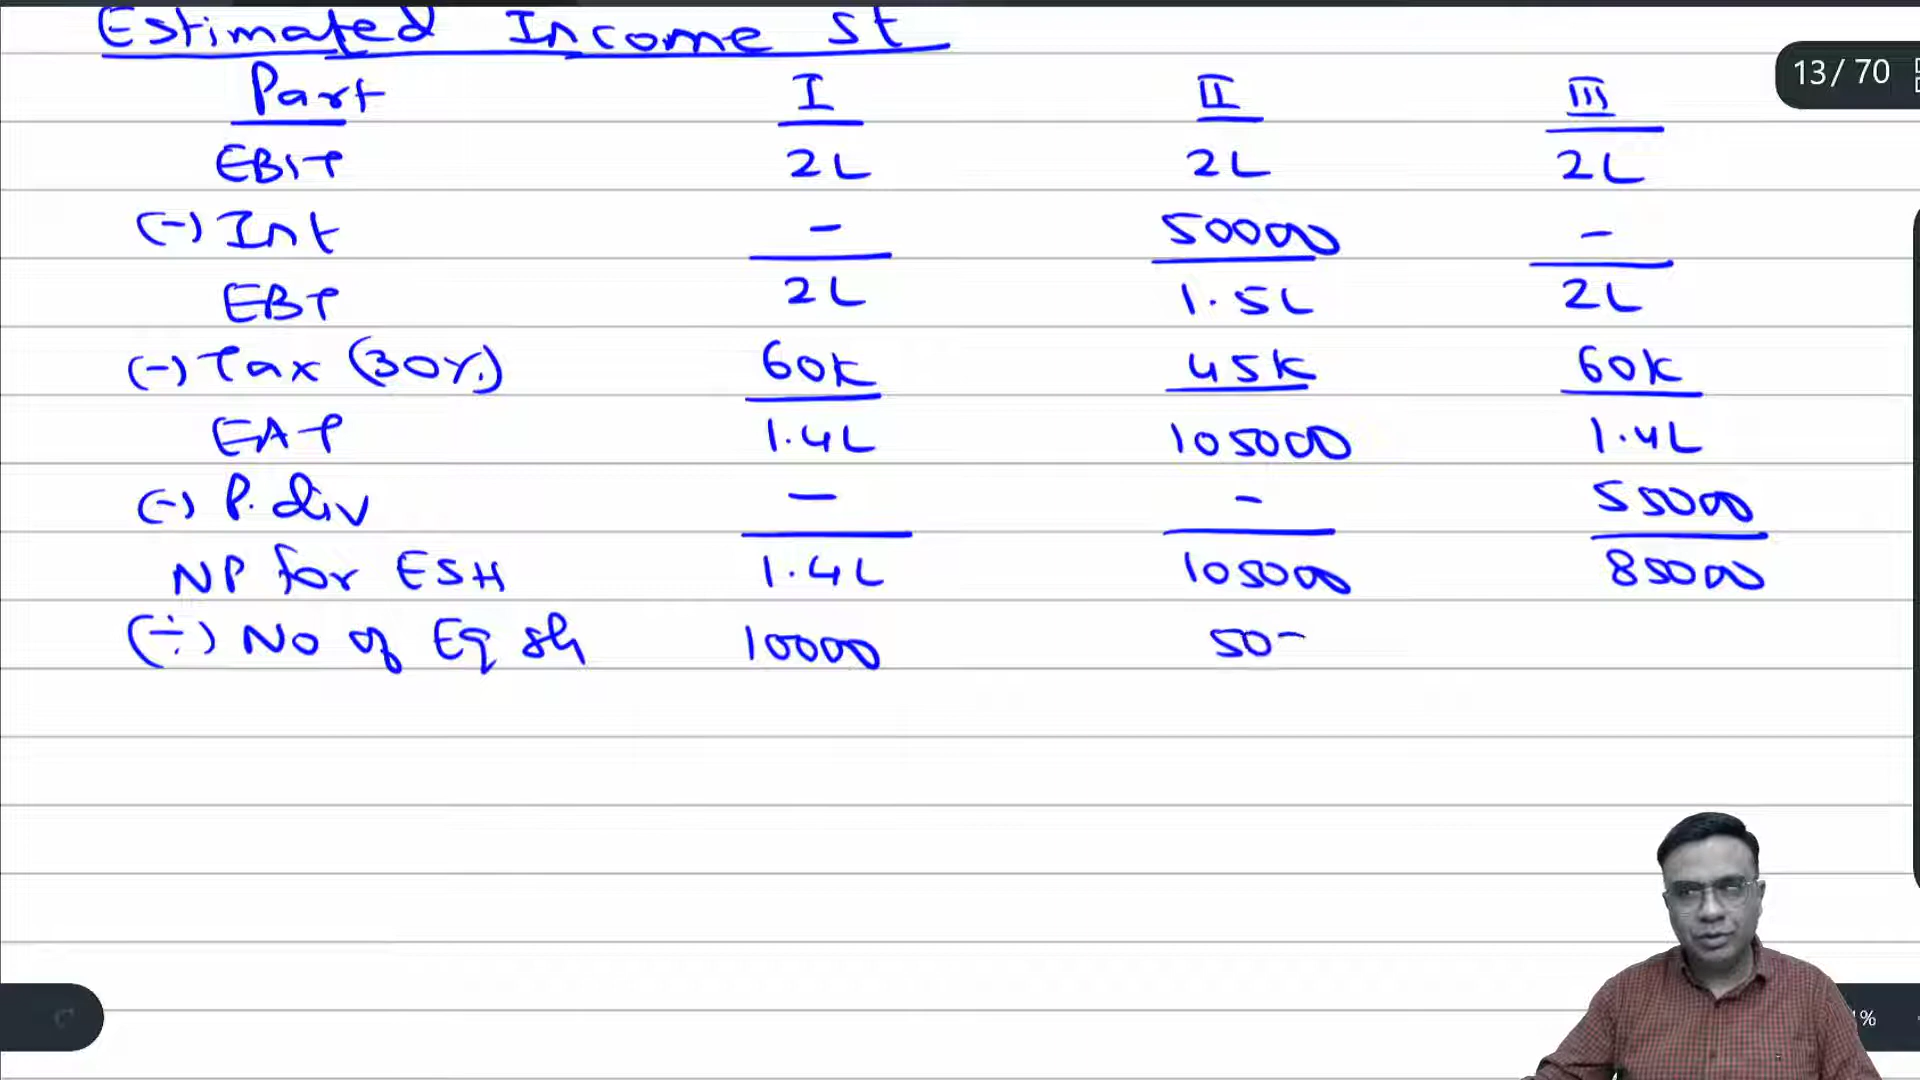 Estimated Income St
13/ 70
Part I II III
EBIT 2L 2L 2L
(-) Int - 50000 -
EBT 2L 1.5L 2L
(-) Tax (30%) 60K 45K 60K
EAT 1.4L 105000 1.4L
(-) P. div - - 55000
NP for ESH 1.4L 105000 85000
(÷) No of Eq sh 10000 50
1%